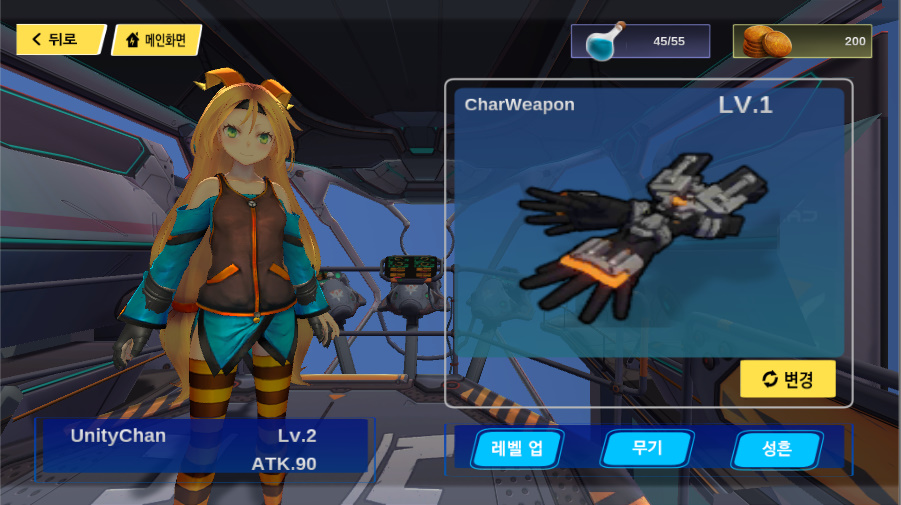 뒤로
메인화면
45/55
200
CharWeapon
LV.1
변경
UnityChan
Lv.2
ATK.90
레벨 업
무기
성흔